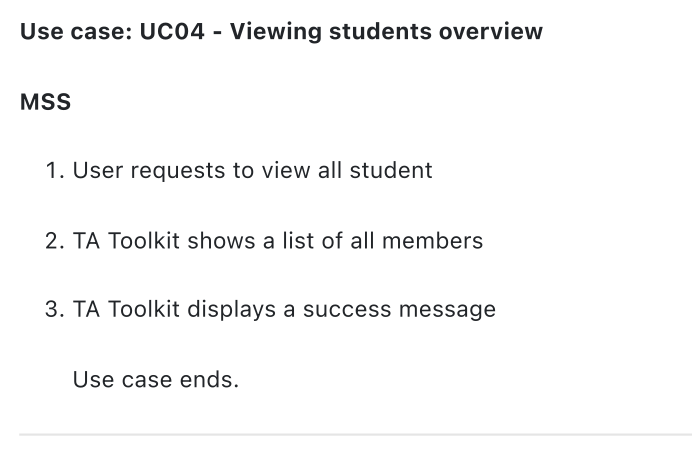 Use case: UC04 - Viewing students overview
MSS
1. User requests to view all student
2. TA Toolkit shows a list of all members
3. TA Toolkit displays a success message
Use case ends.